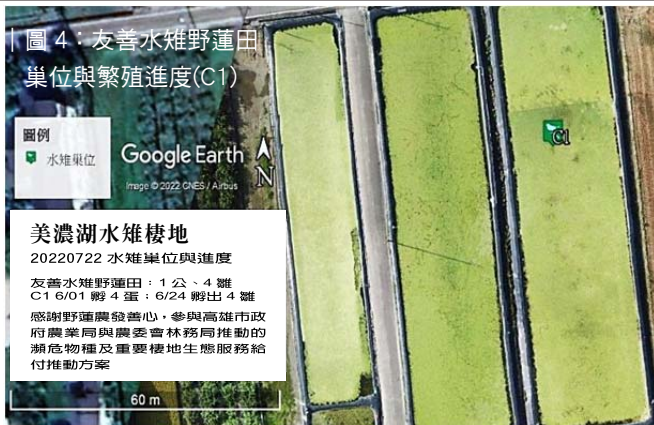 圖 4：友善水雉野蓮田
巢位與繁殖進度(C1)
圖例
水雉巢位
Google Earth
Image © 2022 CNES / Airbus
N
C1
美濃湖水雉棲地
20220722 水雉巢位與進度
友善水雉野蓮田：1 公、4 雛
C1 6/01 孵 4 蛋；6/24 孵出 4 雛
感謝野蓮農發善心，參與高雄市政
府農業局與農委會林務局推動的
瀕危物種及重要棲地生態服務給
付推動方案
60 m